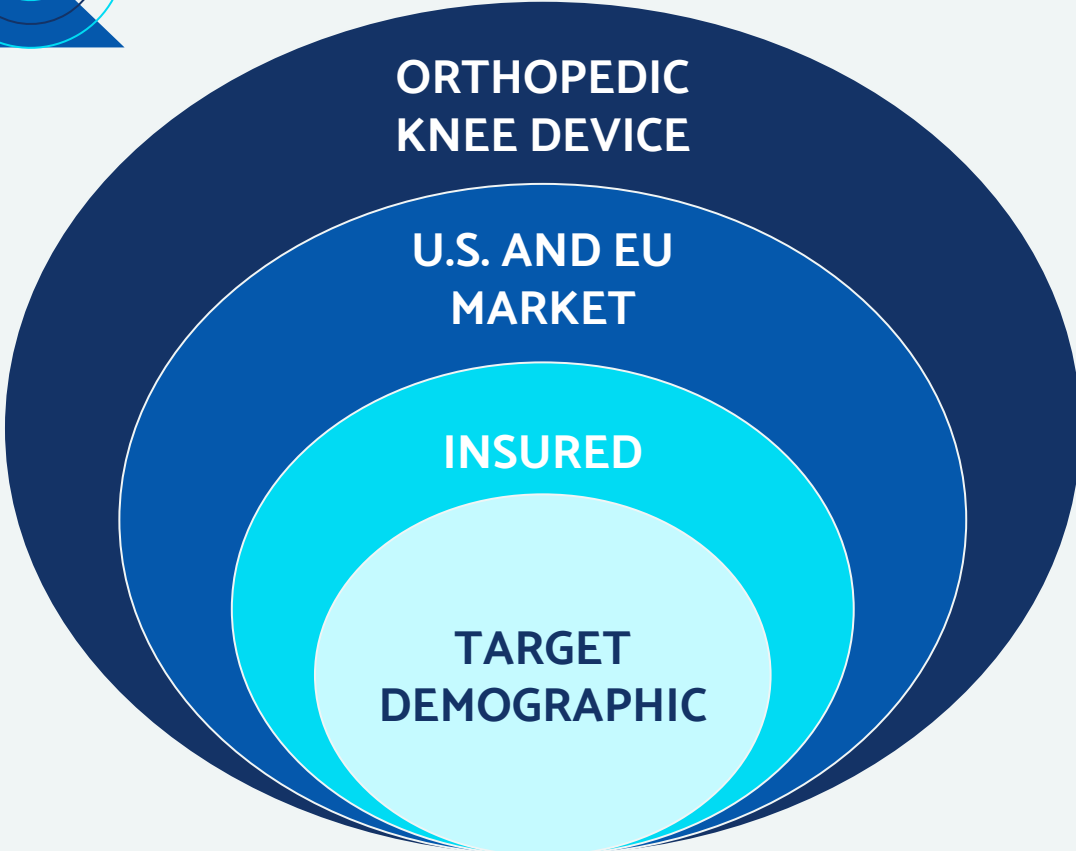 ORTHOPEDIC
KNEE DEVICE
U.S. AND EU
MARKET
INSURED
TARGET
DEMOGRAPHIC